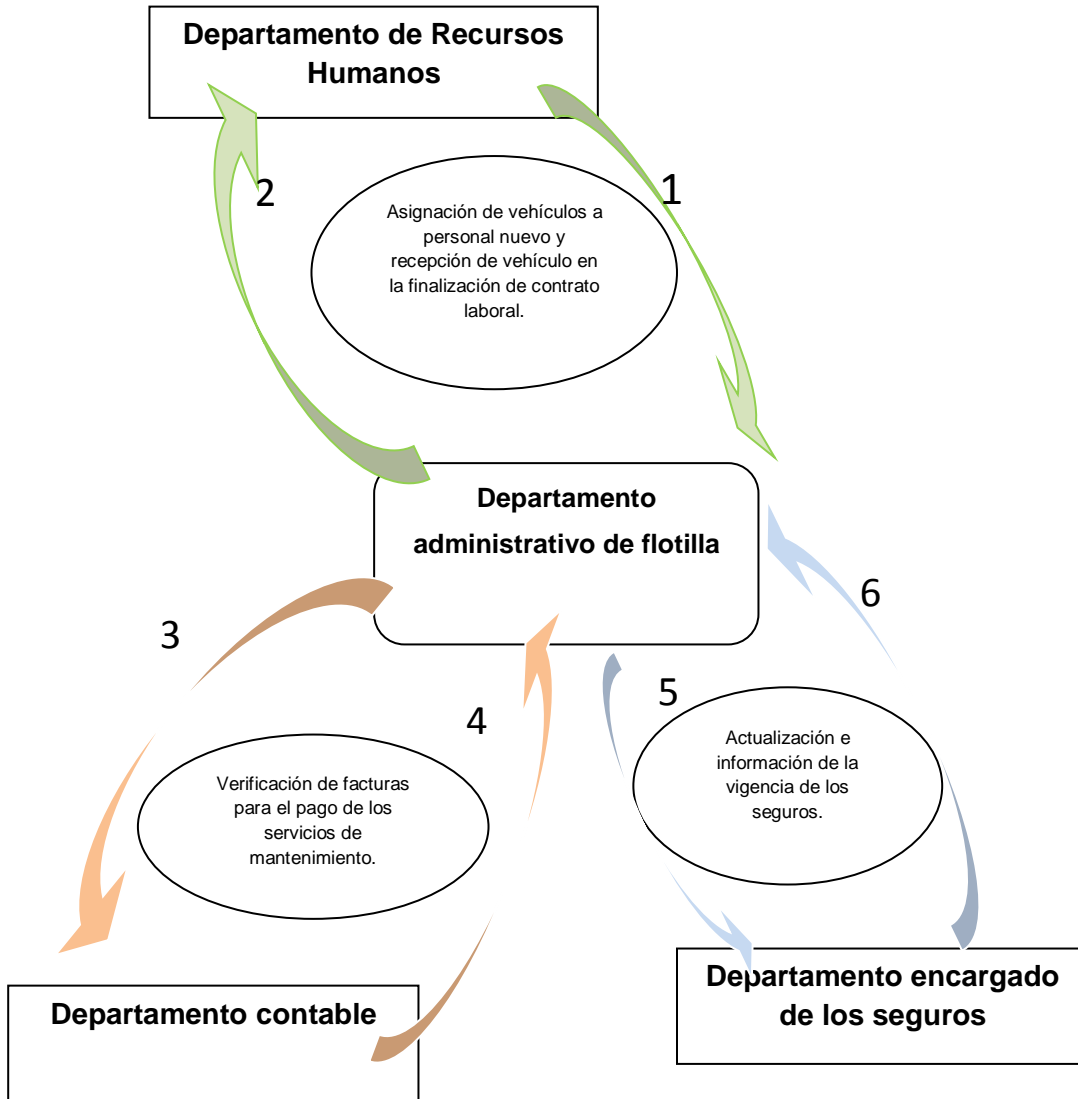 Departamento de Recursos
Humanos
2
1
Asignación de vehículos a
personal nuevo y
recepción de vehículo en
la finalización de contrato
laboral.
Departamento
administrativo de flotilla
3
4
5
6
Verificación de facturas
para el pago de los
servicios de
mantenimiento.
Actualización e
información de la
vigencia de los
seguros.
Departamento contable
Departamento encargado
de los seguros